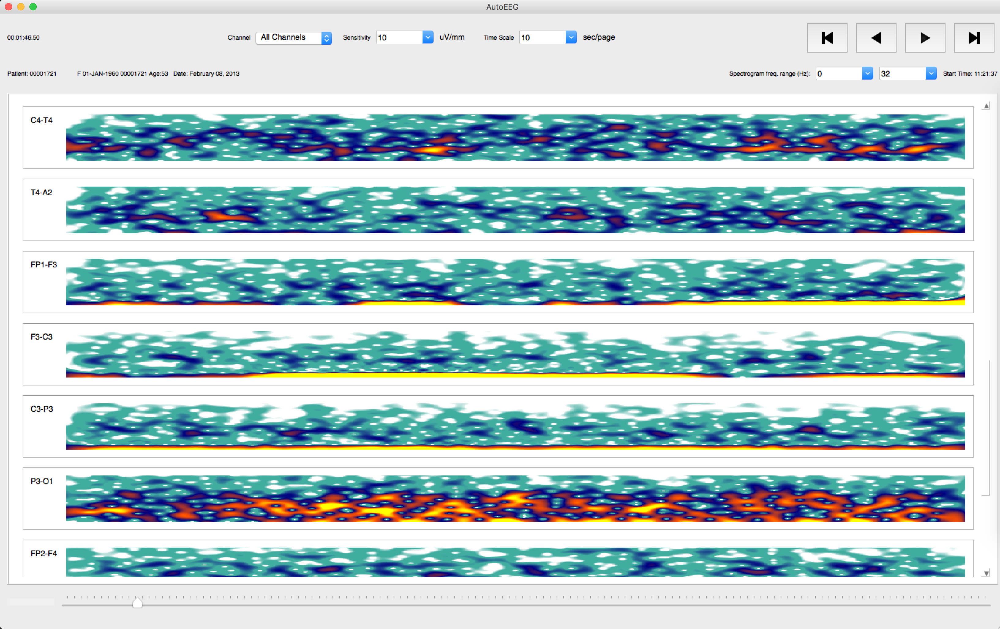 AutoEEG
00:01:46.50
Channel All Channels Sensitivity 10 uV/mm Time Scale 10 sec/page
Patient: 00001721 F 01-JAN-1960 00001721 Age:53 Date: February 08, 2013
Spectrogram freq. range (Hz): 0 32 Start Time: 11:21:37
C4-T4
T4-A2
FP1-F3
F3-C3
C3-P3
P3-O1
FP2-F4